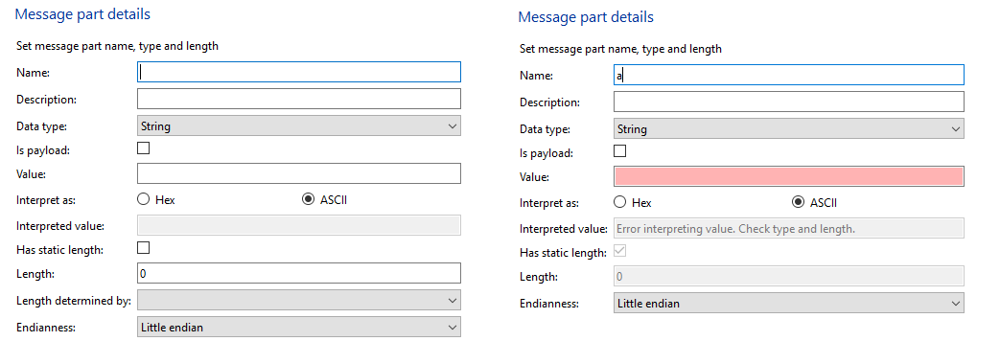 Message part details
Set message part name, type and length
Name:
Description:
Data type: String
Is payload:
Value:
Interpret as: Hex ASCII
Interpreted value:
Has static length:
Length: 0
Length determined by:
Endianness: Little endian
Message part details
Set message part name, type and length
Name: a
Description:
Data type: String
Is payload:
Value:
Interpret as: Hex ASCII
Interpreted value: Error interpreting value. Check type and length.
Has static length:
Length: 0
Endianness: Little endian